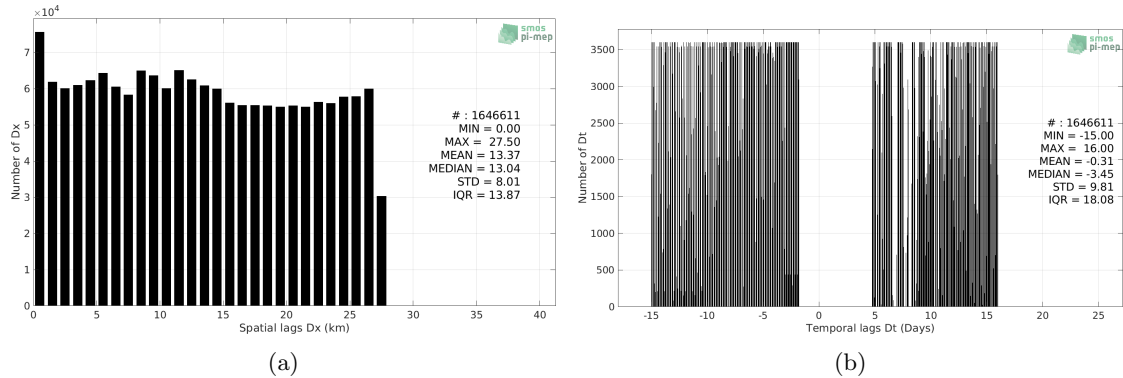 ×10^4
smos
pi-mep
7
6
5
4
3
2
1
0
Number of Dx
# : 1646611
MIN = 0.00
MAX = 27.50
MEAN = 13.37
MEDIAN = 13.04
STD = 8.01
IQR = 13.87
0 5 10 15 20 25 30 35 40
Spatial lags Dx (km)
(a)
smos
pi-mep
3500
3000
2500
2000
1500
1000
500
0
Number of Dt
# : 1646611
MIN = -15.00
MAX = 16.00
MEAN = -0.31
MEDIAN = -3.45
STD = 9.81
IQR = 18.08
-15 -10 -5 0 5 10 15 20 25
Temporal lags Dt (Days)
(b)